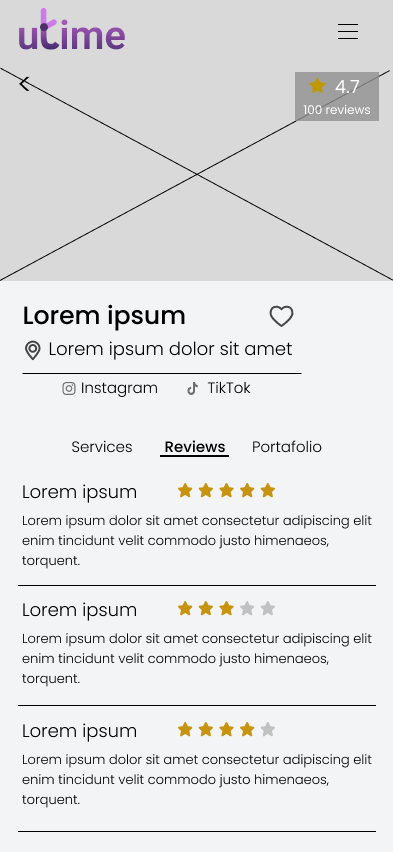 utime
4.7
100 reviews
Lorem ipsum
Lorem ipsum dolor sit amet
Instagram TikTok
Services Reviews Portafolio
Lorem ipsum
Lorem ipsum dolor sit amet consectetur adipiscing elit
enim tincidunt velit commodo justo himenaeos,
torquent.
Lorem ipsum
Lorem ipsum dolor sit amet consectetur adipiscing elit
enim tincidunt velit commodo justo himenaeos,
torquent.
Lorem ipsum
Lorem ipsum dolor sit amet consectetur adipiscing elit
enim tincidunt velit commodo justo himenaeos,
torquent.